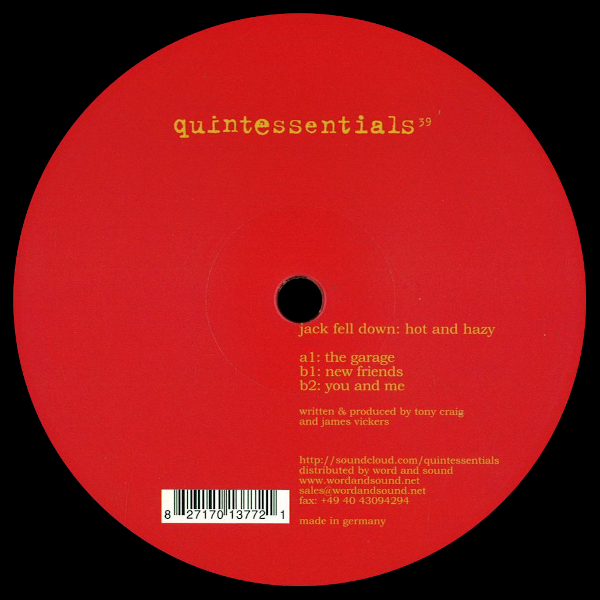 quintessentials 39
jack fell down: hot and hazy
a1: the garage
b1: new friends
b2: you and me
written & produced by tony craig
and james vickers
http://soundcloud.com/quintessentials
distributed by word and sound
www.wordandsound.net
sales@wordandsound.net
fax: +49 40 43094294
made in germany
8 27170 13772 1